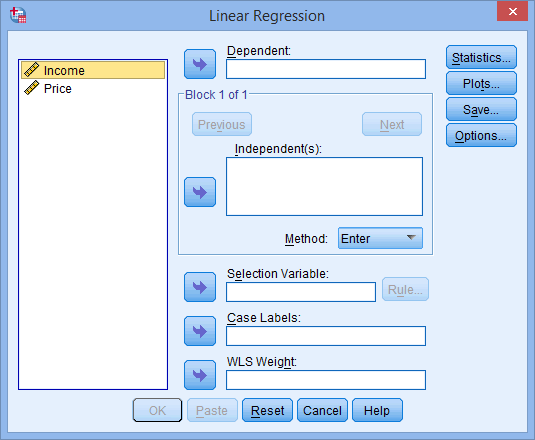 Linear Regression
Income
Price
Dependent:
Block 1 of 1
Previous
Next
Independent(s):
Method:
Enter
Selection Variable:
Rule...
Case Labels:
WLS Weight:
Statistics...
Plots...
Save...
Options...
OK
Paste
Reset
Cancel
Help